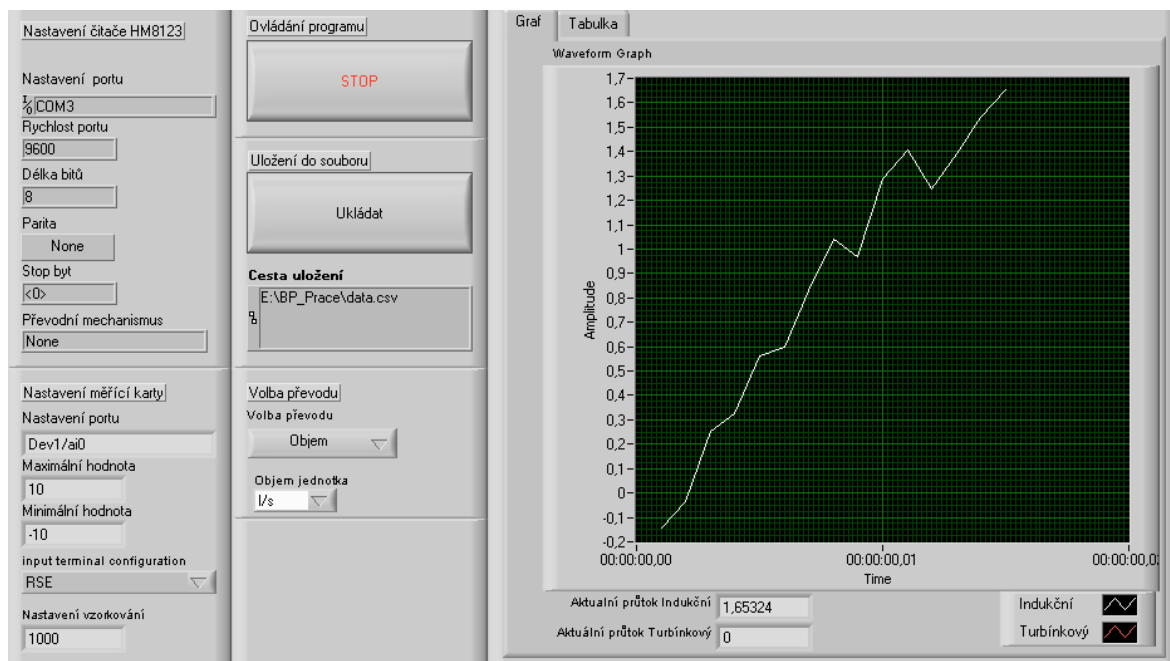 Nastavení čítače HM8123
Nastavení portu
COM3
Rychlost portu
9600
Délka bitů
8
Parita
None
Stop byt
<0>
Převodní mechanismus
None
Nastavení měřící karty
Nastavení portu
Dev1/ai0
Maximální hodnota
10
Minimální hodnota
-10
input terminal configuration
RSE
Nastavení vzorkování
1000
Ovládání programu
STOP
Uložení do souboru
Ukládat
Cesta uložení
E:\BP_Prace\data.csv
Volba převodu
Volba převodu
Objem
Objem jednotka
l/s
Graf
Tabulka
Waveform Graph
Amplitude
1,7
1,6
1,5
1,4
1,3
1,2
1,1
1
0,9
0,8
0,7
0,6
0,5
0,4
0,3
0,2
0,1
0
-0,1
-0,2
00:00:00,00
00:00:00,01
00:00:00,0
Time
Aktualní průtok Indukční
1,65324
Aktuální průtok Turbínkový
0
Indukční
Turbínkový